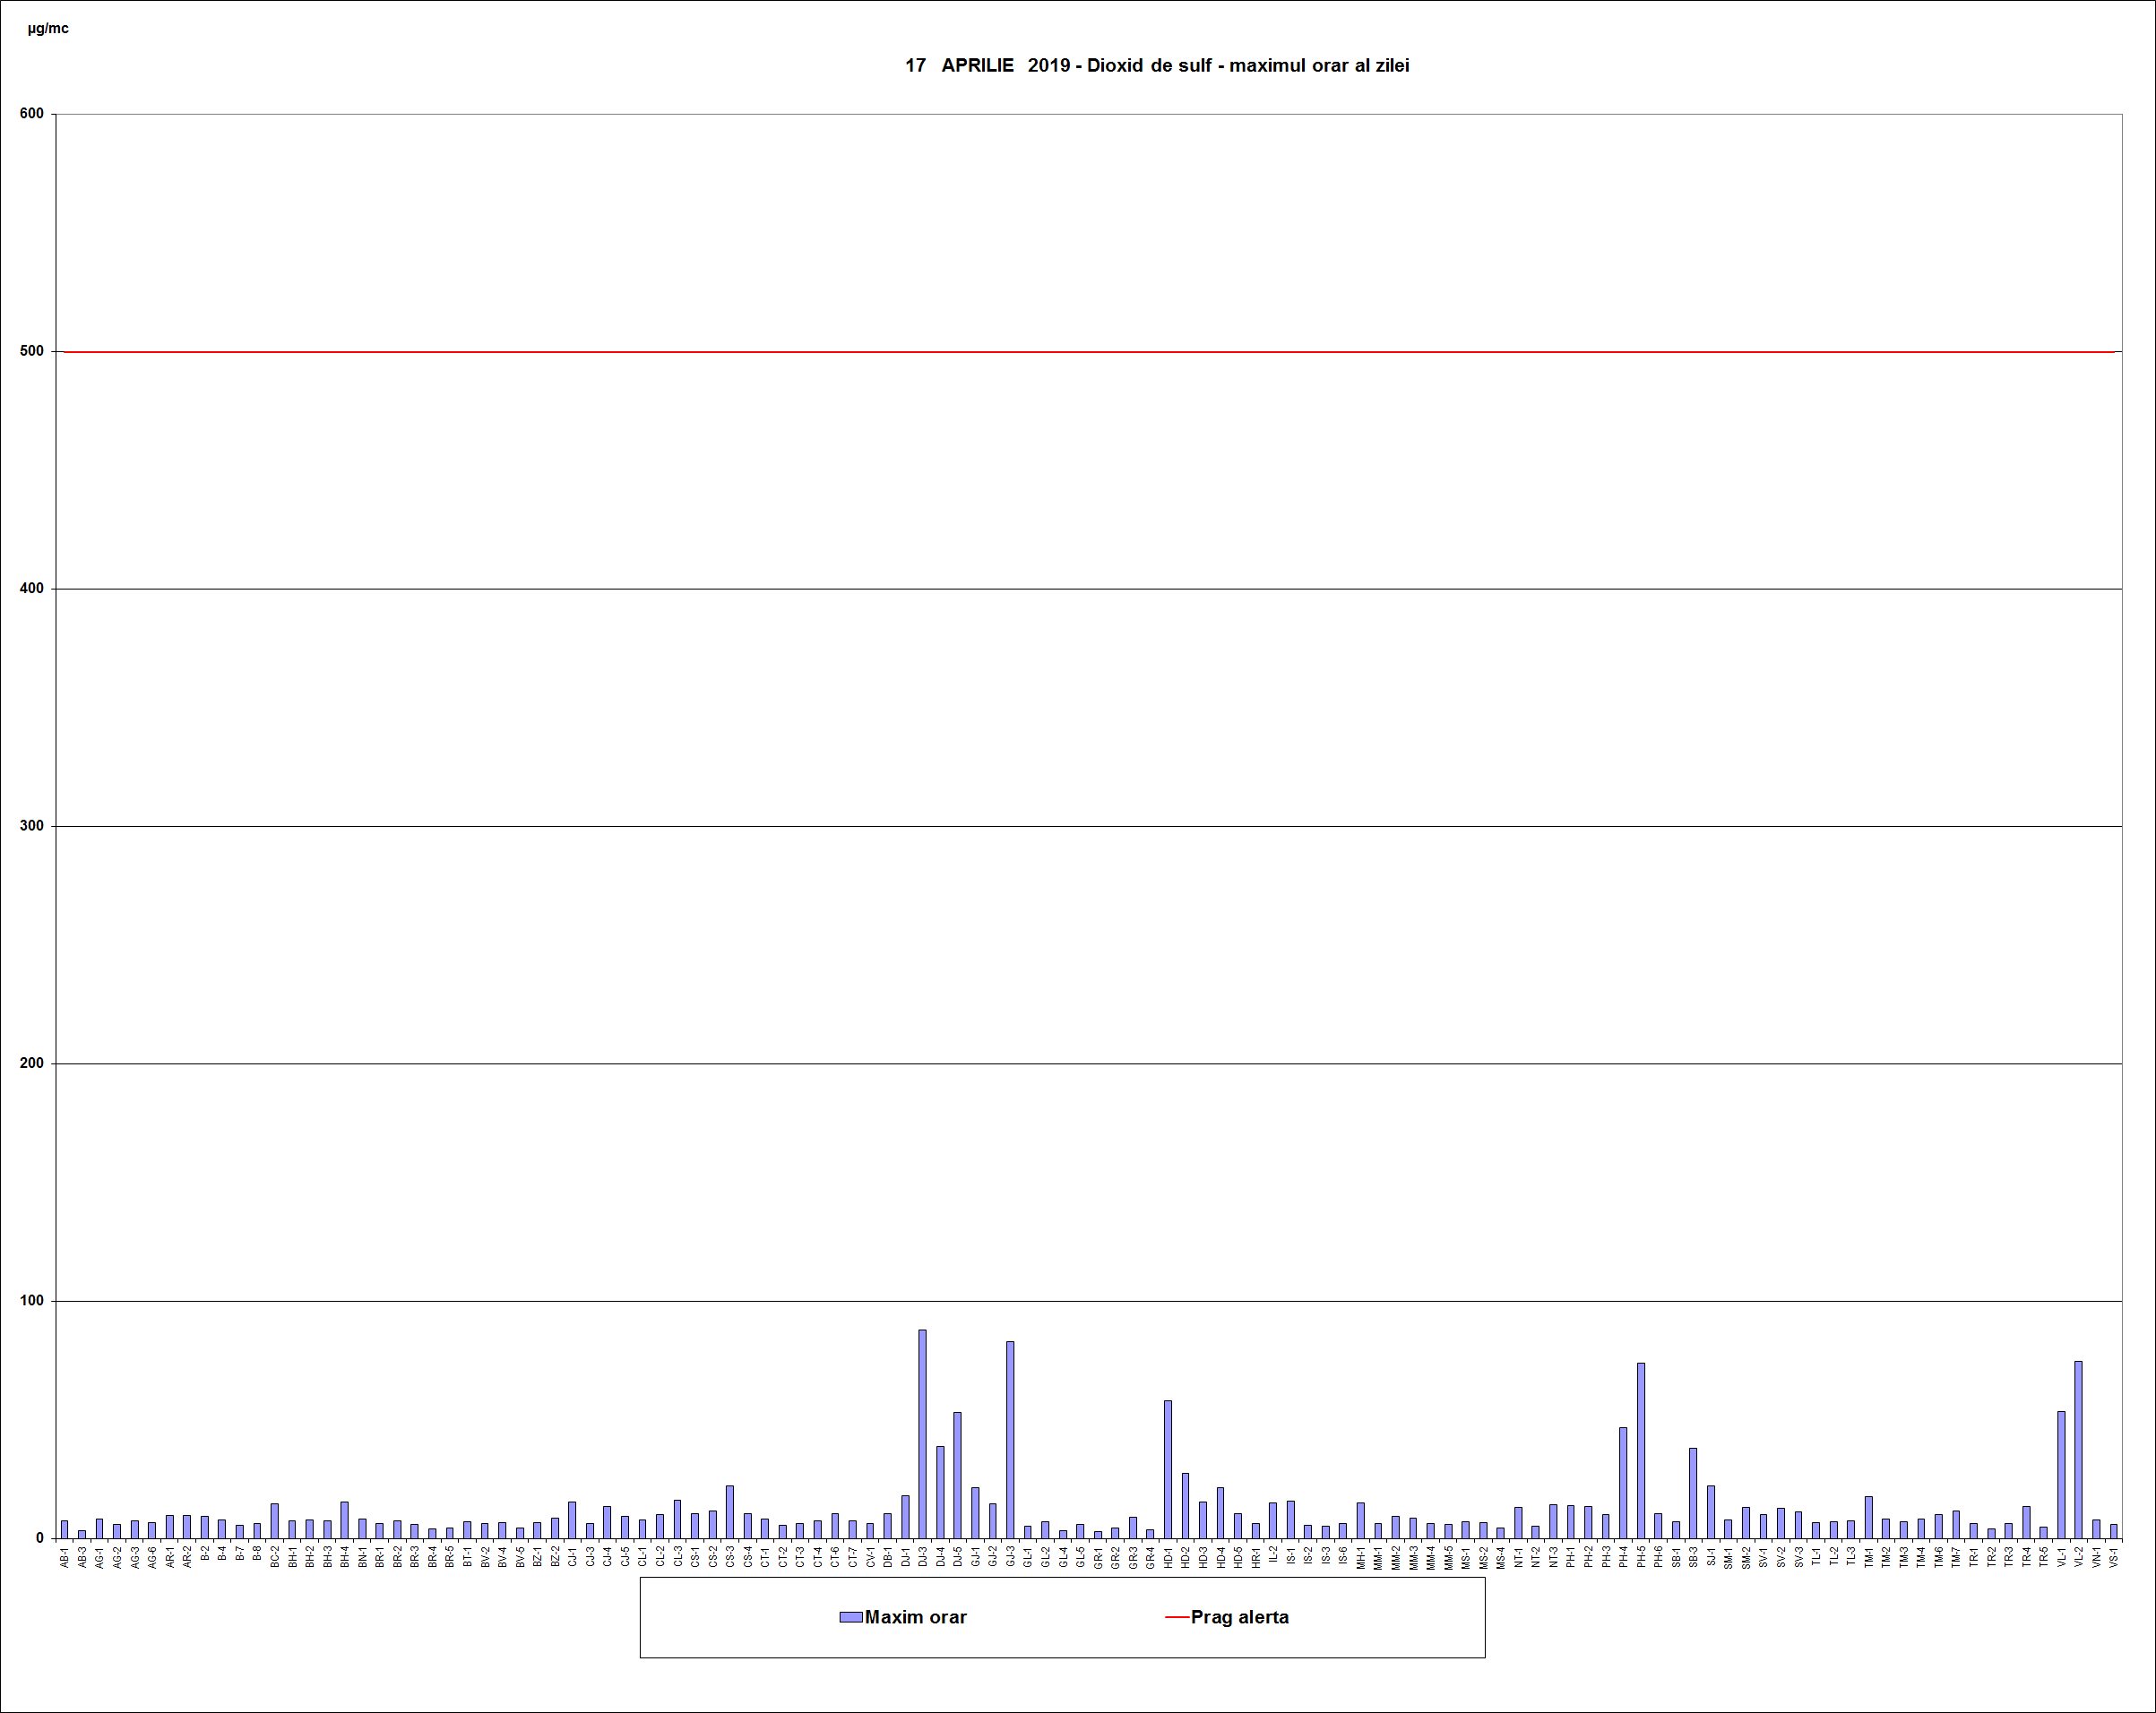 µg/mc
17 APRILIE 2019 - Dioxid de sulf - maximul orar al zilei
600
500
400
300
200
100
0
AB-1 AB-3 AG-1 AG-2 AG-3 AG-6 AR-1 AR-2 B-2 B-4 B-7 B-8 BC-2 BH-1 BH-2 BH-3 BH-4 BN-1 BR-1 BR-2 BR-3 BR-4 BR-5 BT-1 BV-2 BV-4 BV-5 BZ-1 BZ-2 CJ-1 CJ-3 CJ-4 CJ-5 CL-1 CL-2 CL-3 CS-1 CS-2 CS-3 CS-4 CT-1 CT-2 CT-3 CT-4 CT-6 CT-7 CV-1 DB-1 DJ-1 DJ-3 DJ-4 DJ-5 GJ-1 GJ-2 GJ-3 GL-1 GL-2 GL-4 GL-5 GR-1 GR-2 GR-3 GR-4 HD-1 HD-2 HD-3 HD-4 HD-5 HR-1 IL-2 IS-1 IS-2 IS-3 IS-6 MH-1 MM-1 MM-2 MM-3 MM-4 MM-5 MS-1 MS-2 MS-4 NT-1 NT-2 NT-3 PH-1 PH-2 PH-3 PH-4 PH-5 PH-6 SB-1 SB-3 SJ-1 SM-1 SM-2 SV-1 SV-2 SV-3 TL-1 TL-2 TL-3 TM-1 TM-2 TM-3 TM-4 TM-6 TM-7 TR-1 TR-2 TR-3 TR-4 TR-5 VL-1 VL-2 VN-1 VS-1
Maxim orar Prag alerta